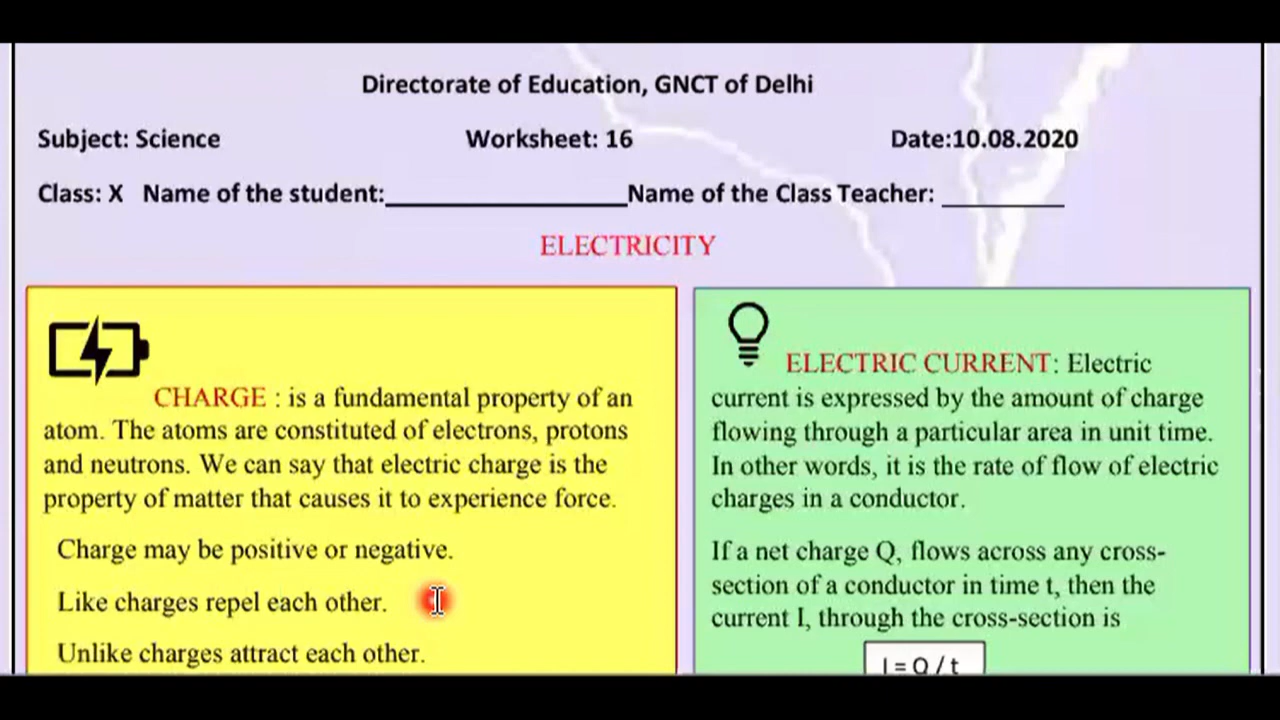 Directorate of Education, GNCT of Delhi
Subject: Science Worksheet: 16 Date:10.08.2020
Class: X Name of the student:_________________Name of the Class Teacher: _________
ELECTRICITY
CHARGE : is a fundamental property of an
atom. The atoms are constituted of electrons, protons
and neutrons. We can say that electric charge is the
property of matter that causes it to experience force.
Charge may be positive or negative.
Like charges repel each other.
Unlike charges attract each other.
ELECTRIC CURRENT: Electric
current is expressed by the amount of charge
flowing through a particular area in unit time.
In other words, it is the rate of flow of electric
charges in a conductor.
If a net charge Q, flows across any cross-
section of a conductor in time t, then the
current I, through the cross-section is
I = Q / t